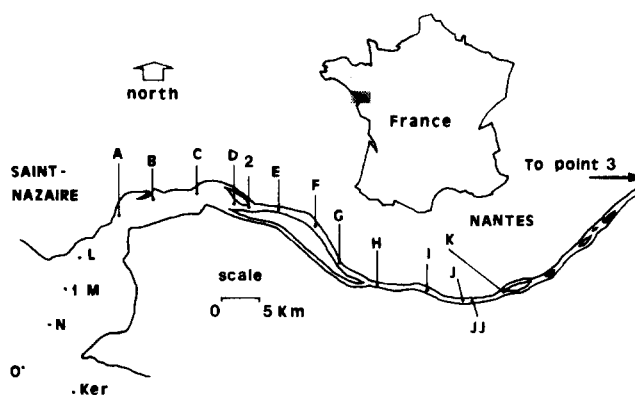 north
France
SAINT-
NAZAIRE
A
B
C
D
2
E
F
To point 3
NANTES
G
H
I
J
K
JJ
L
1 M
N
O
Ker
scale
0 5 Km